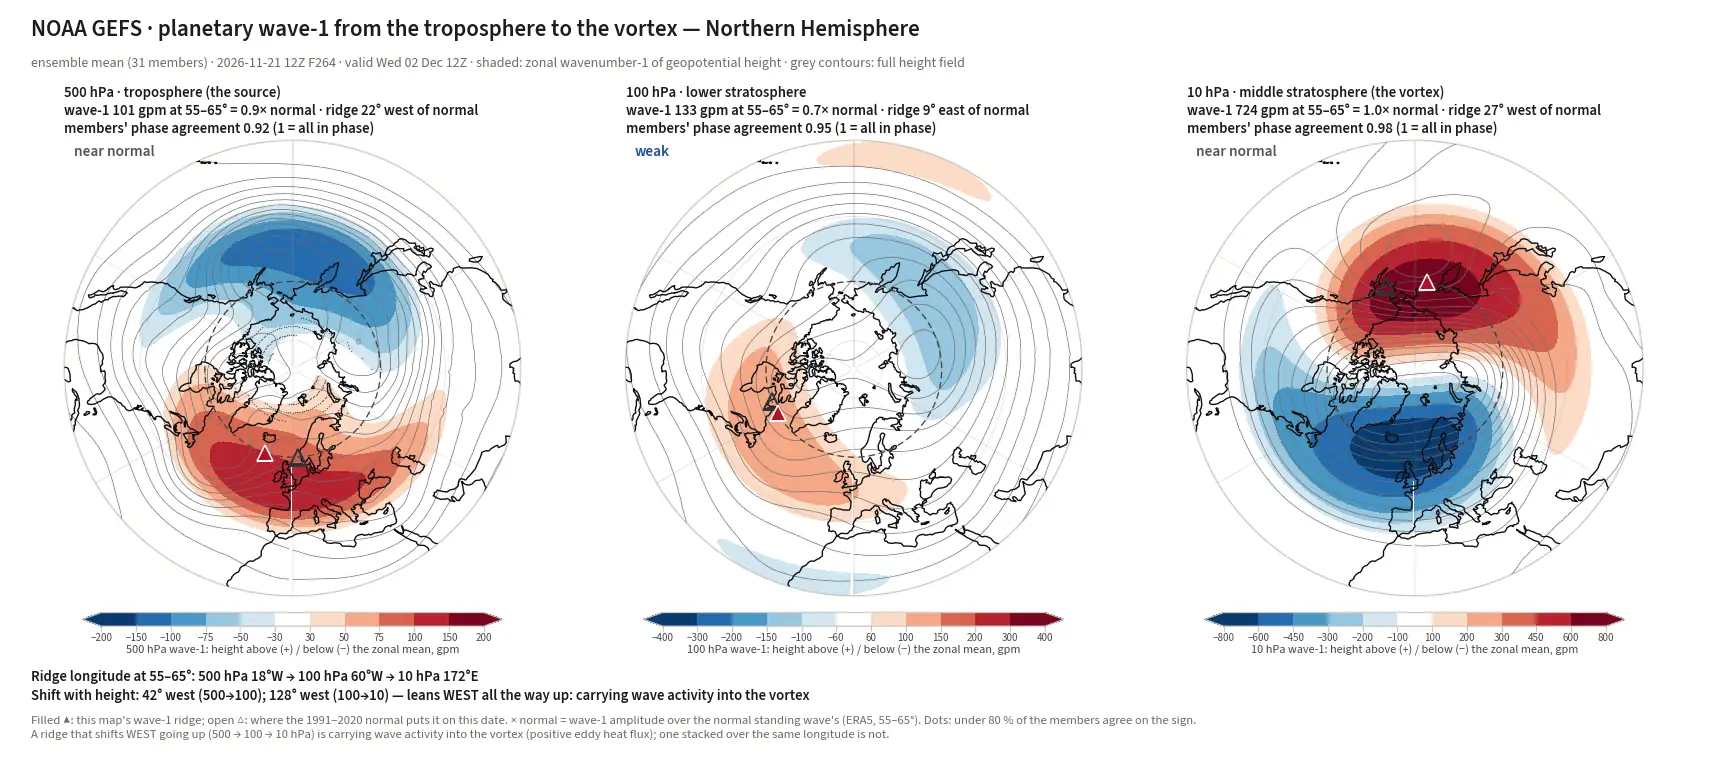 NOAA GEFS · planetary wave-1 from the troposphere to the vortex — Northern Hemisphere
ensemble mean (31 members) · 2026-11-21 12Z F264 · valid Wed 02 Dec 12Z · shaded: zonal wavenumber-1 of geopotential height · grey contours: full height field
500 hPa · troposphere (the source)
wave-1 101 gpm at 55–65° = 0.9× normal · ridge 22° west of normal
members' phase agreement 0.92 (1 = all in phase)
near normal
100 hPa · lower stratosphere
wave-1 133 gpm at 55–65° = 0.7× normal · ridge 9° east of normal
members' phase agreement 0.95 (1 = all in phase)
weak
10 hPa · middle stratosphere (the vortex)
wave-1 724 gpm at 55–65° = 1.0× normal · ridge 27° west of normal
members' phase agreement 0.98 (1 = all in phase)
near normal
−200 −150 −100 −75 −50 −30 30 50 75 100 150 200
500 hPa wave-1: height above (+) / below (−) the zonal mean, gpm
−400 −300 −200 −150 −100 −60 60 100 150 200 300 400
100 hPa wave-1: height above (+) / below (−) the zonal mean, gpm
−800 −600 −450 −300 −200 −100 100 200 300 450 600 800
10 hPa wave-1: height above (+) / below (−) the zonal mean, gpm
Ridge longitude at 55–65°: 500 hPa 18°W → 100 hPa 60°W → 10 hPa 172°E
Shift with height: 42° west (500→100); 128° west (100→10) — leans WEST all the way up: carrying wave activity into the vortex
Filled ▲: this map's wave-1 ridge; open △: where the 1991–2020 normal puts it on this date. × normal = wave-1 amplitude over the normal standing wave's (ERA5, 55–65°). Dots: under 80 % of the members agree on the sign.
A ridge that shifts WEST going up (500 → 100 → 10 hPa) is carrying wave activity into the vortex (positive eddy heat flux); one stacked over the same longitude is not.